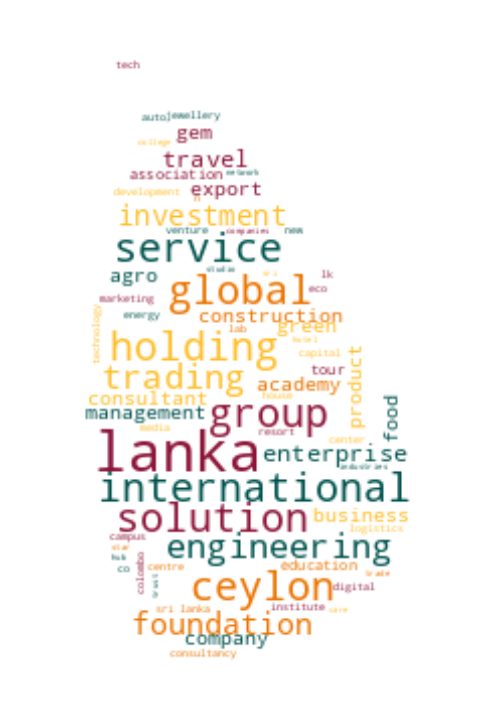 tech
auto jewellery
gem
college
travel
association network
development export
n
investment
venture companies new
service
studio
agro sri lk
global eco
marketing
energy construction
technology lab green
holding hotel
capital
trading tour
academy product
consultant house
management group food
media resort
center
lanka enterprise
industries
international
solution business
logistics
campus
star engineering
hub
co centre education
colombo trade
trust ceylon digital
sri lanka institute care
foundation
company
consultancy